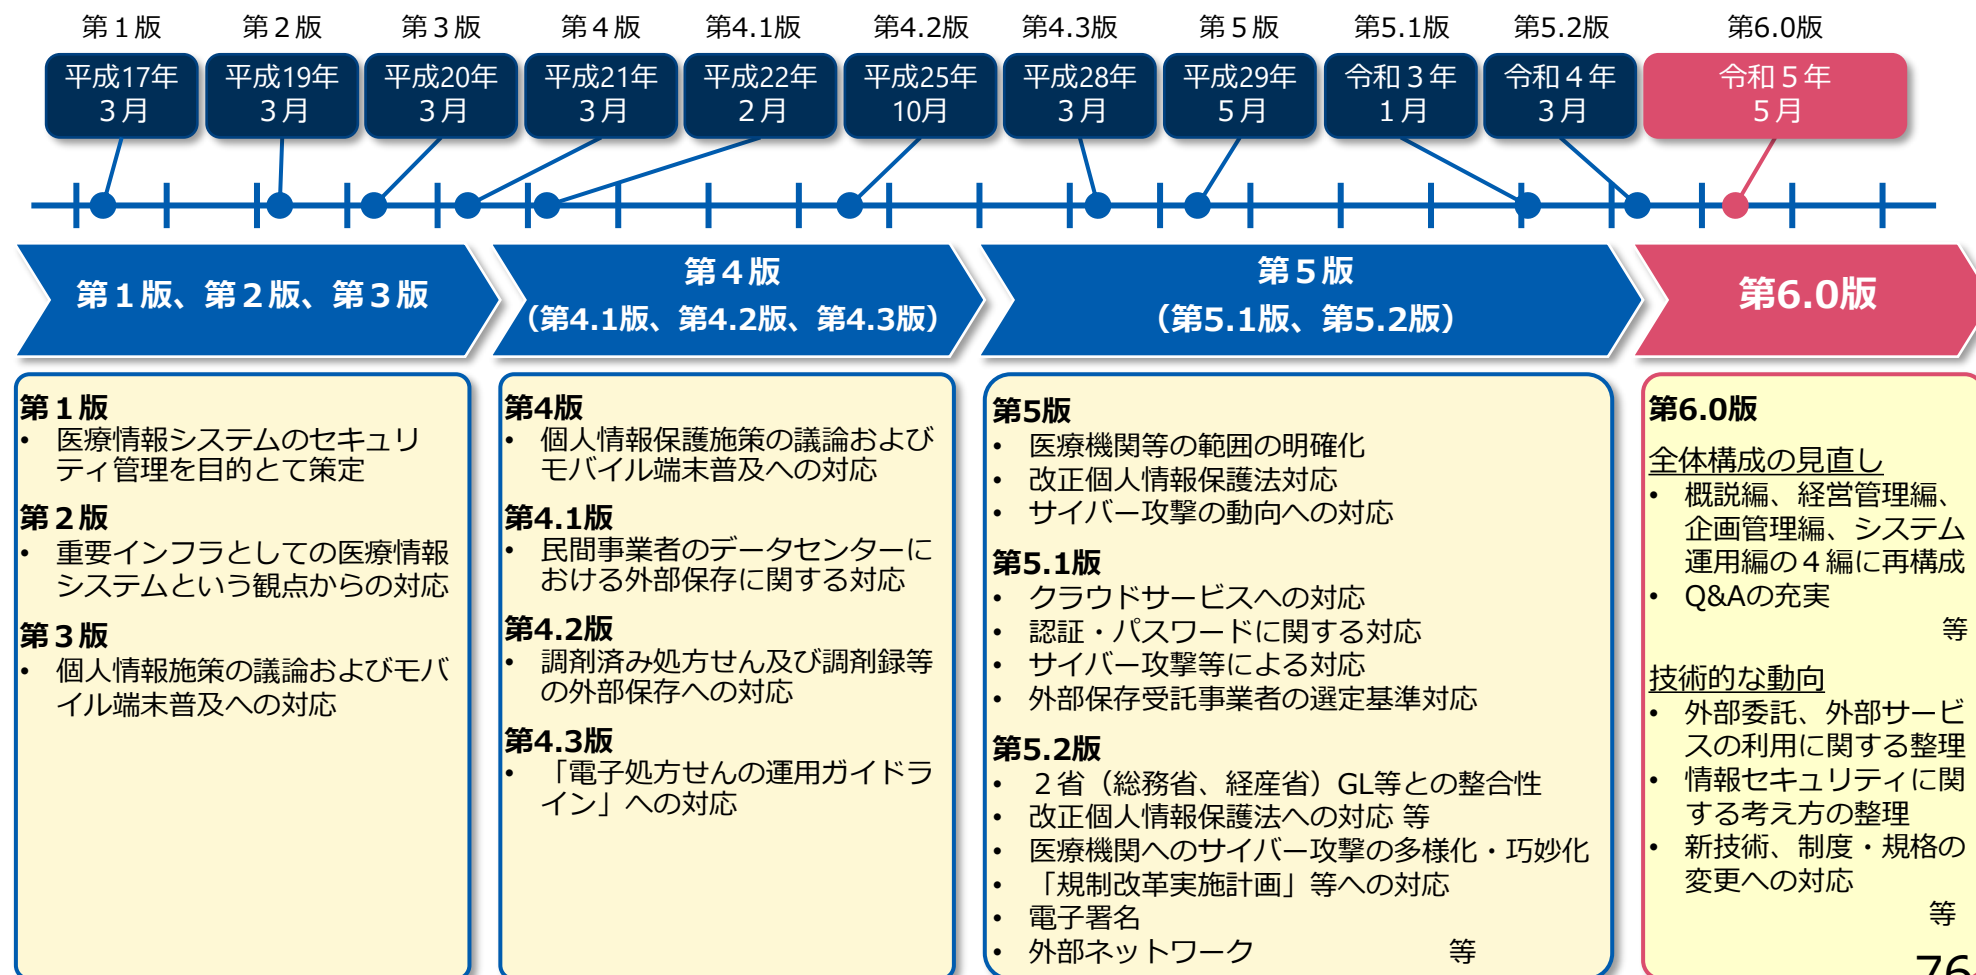 第１版 第２版 第３版 第４版 第4.1版 第4.2版 第4.3版 第５版 第5.1版 第5.2版 第6.0版
平成17年
３月
平成19年
３月
平成20年
３月
平成21年
３月
平成22年
２月
平成25年
10月
平成28年
３月
平成29年
５月
令和３年
１月
令和４年
３月
令和５年
５月
第１版、第２版、第３版
第４版
（第4.1版、第4.2版、第4.3版）
第５版
（第5.1版、第5.2版）
第6.0版
第１版
• 医療情報システムのセキュリ
ティ管理を目的とて策定
第２版
• 重要インフラとしての医療情報
システムという観点からの対応
第３版
• 個人情報施策の議論およびモバ
イル端末普及への対応
第4版
• 個人情報保護施策の議論および
モバイル端末普及への対応
第4.1版
• 民間事業者のデータセンターに
おける外部保存に関する対応
第4.2版
• 調剤済み処方せん及び調剤録等
の外部保存への対応
第4.3版
• 「電子処方せんの運用ガイドラ
イン」への対応
第5版
• 医療機関等の範囲の明確化
• 改正個人情報保護法対応
• サイバー攻撃の動向への対応
第5.1版
• クラウドサービスへの対応
• 認証・パスワードに関する対応
• サイバー攻撃等による対応
• 外部保存受託事業者の選定基準対応
第5.2版
• ２省（総務省、経産省）GL等との整合性
• 改正個人情報保護法への対応 等
• 医療機関へのサイバー攻撃の多様化・巧妙化
• 「規制改革実施計画」等への対応
• 電子署名
• 外部ネットワーク 等
第6.0版
全体構成の見直し
• 概説編、経営管理編、
企画管理編、システム
運用編の４編に再構成
• Q&Aの充実
等
技術的な動向
• 外部委託、外部サービ
スの利用に関する整理
• 情報セキュリティに関
する考え方の整理
• 新技術、制度・規格の
変更への対応
等
76